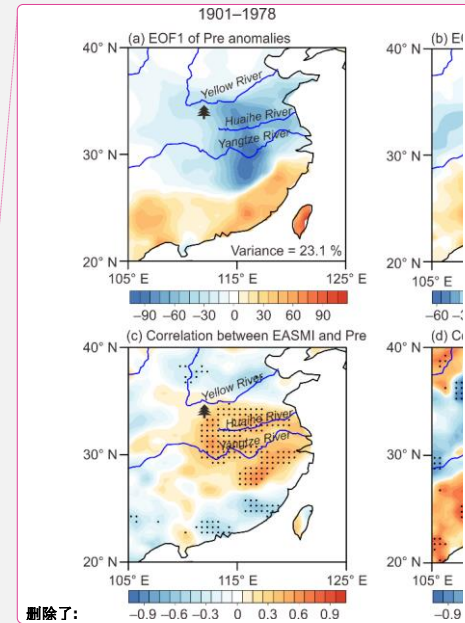 1901–1978
(a) EOF1 of Pre anomalies
(b) EO
40° N
40° N
Yellow River
Huaihe River
Yangtze River
30° N
30° N
Variance = 23.1 %
20° N
20° N
105° E
115° E
125° E
105°
−90 −60 −30 0 30 60 90
−60 −3
(c) Correlation between EASMI and Pre
(d) Co
40° N
40° N
Yellow River
Huaihe River
Yangtze River
30° N
30° N
20° N
20° N
105° E
115° E
125° E
105°
−0.9 −0.6 −0.3 0 0.3 0.6 0.9
−0.9
删除了: